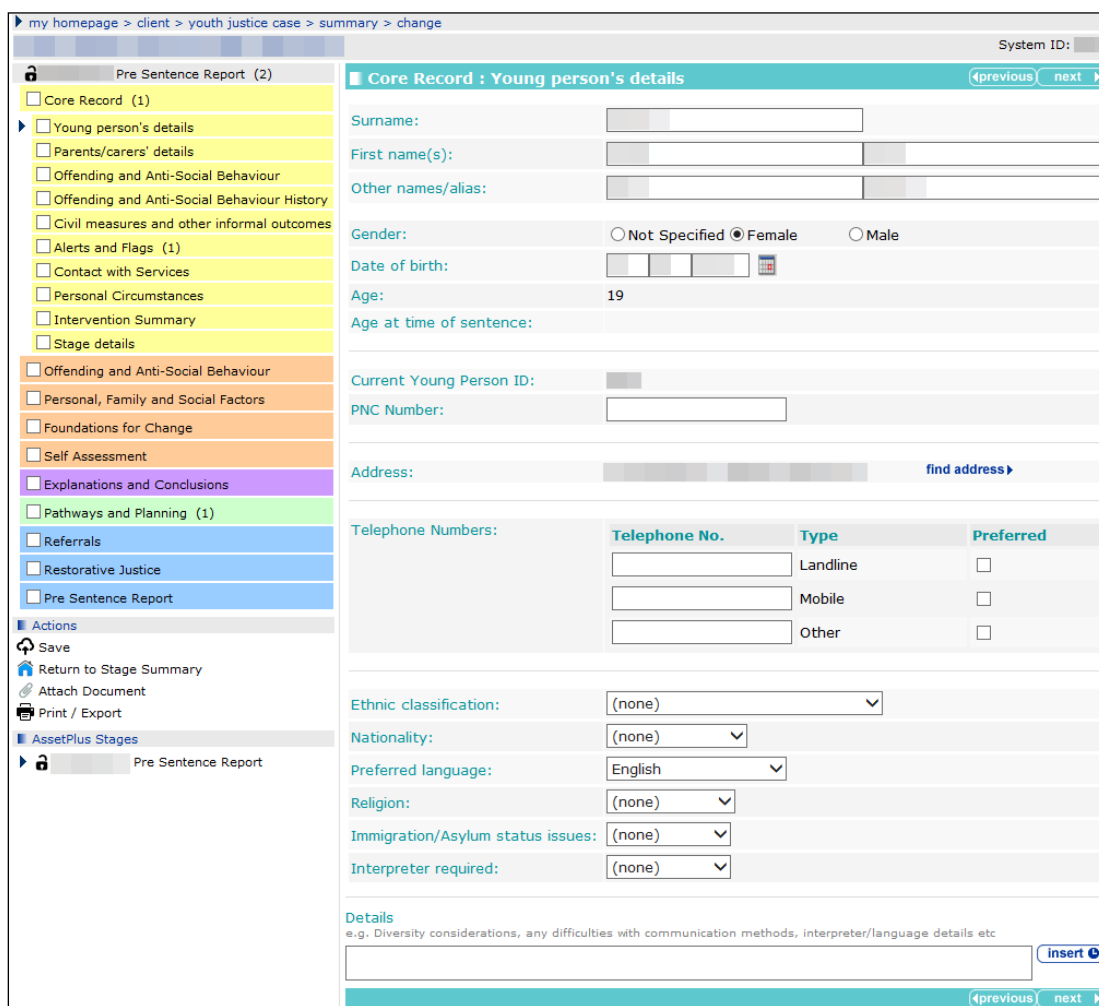 my homepage > client > youth justice case > summary > change
System ID:
Pre Sentence Report (2)
Core Record (1)
Young person's details
Parents/carers' details
Offending and Anti-Social Behaviour
Offending and Anti-Social Behaviour History
Civil measures and other informal outcomes
Alerts and Flags (1)
Contact with Services
Personal Circumstances
Intervention Summary
Stage details
Offending and Anti-Social Behaviour
Personal, Family and Social Factors
Foundations for Change
Self Assessment
Explanations and Conclusions
Pathways and Planning (1)
Referrals
Restorative Justice
Pre Sentence Report
Actions
Save
Return to Stage Summary
Attach Document
Print / Export
AssetPlus Stages
Pre Sentence Report
Core Record : Young person's details
previous next
Surname:
First name(s):
Other names/alias:
Gender: Not Specified Female Male
Date of birth:
Age: 19
Age at time of sentence:
Current Young Person ID:
PNC Number:
Address: find address
Telephone Numbers: Telephone No. Type Preferred
Landline
Mobile
Other
Ethnic classification: (none)
Nationality: (none)
Preferred language: English
Religion: (none)
Immigration/Asylum status issues: (none)
Interpreter required: (none)
Details
e.g. Diversity considerations, any difficulties with communication methods, interpreter/language details etc
insert
previous next